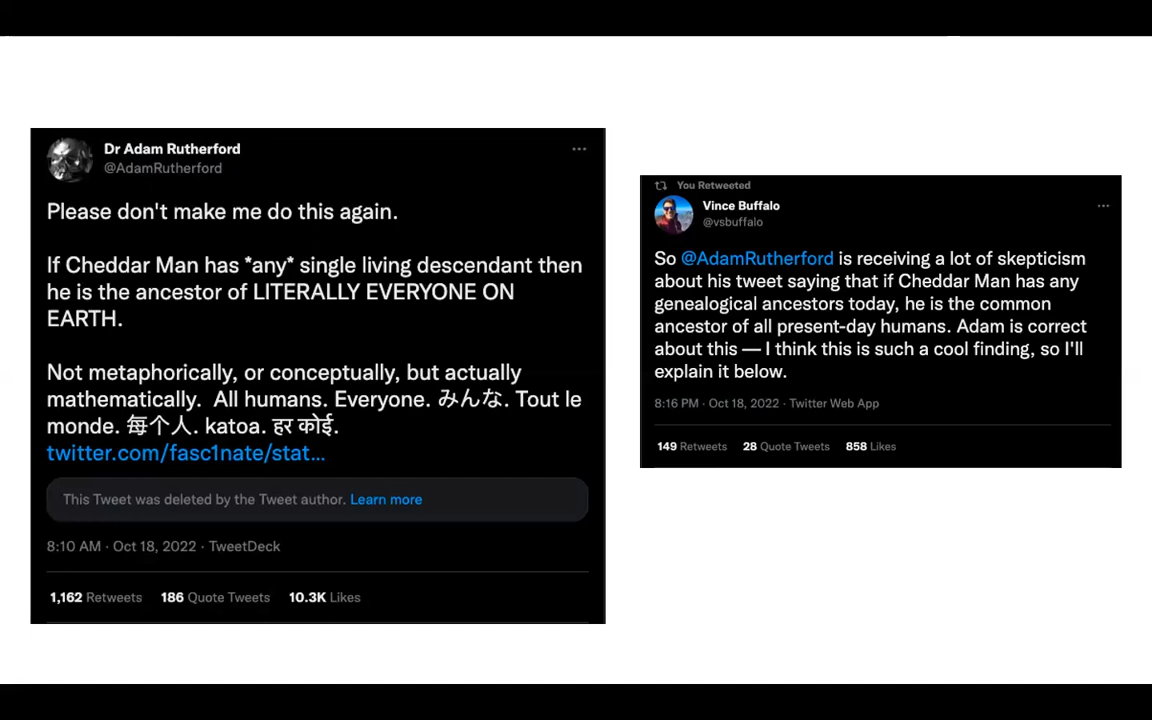 Dr Adam Rutherford
@AdamRutherford
Please don't make me do this again.
If Cheddar Man has *any* single living descendant then
he is the ancestor of LITERALLY EVERYONE ON
EARTH.
Not metaphorically, or conceptually, but actually
mathematically.  All humans. Everyone. みんな. Tout le
monde. 每个人. katoa. हर कोई.
twitter.com/fasc1nate/stat...
This Tweet was deleted by the Tweet author. Learn more
8:10 AM · Oct 18, 2022 · TweetDeck
1,162 Retweets 186 Quote Tweets 10.3K Likes
You Retweeted
Vince Buffalo
@vsbuffalo
So @AdamRutherford is receiving a lot of skepticism
about his tweet saying that if Cheddar Man has any
genealogical ancestors today, he is the common
ancestor of all present-day humans. Adam is correct
about this — I think this is such a cool finding, so I'll
explain it below.
8:16 PM · Oct 18, 2022 · Twitter Web App
149 Retweets 28 Quote Tweets 858 Likes